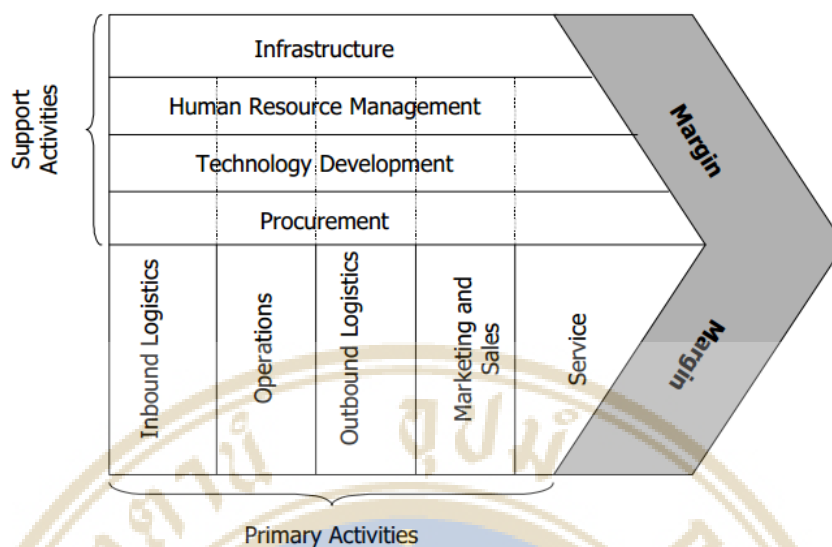 Infrastructure
Human Resource Management
Technology Development
Procurement
Support
Activities
Margin
Inbound Logistics
Operations
Outbound Logistics
Marketing and
Sales
Service
Margin
Primary Activities